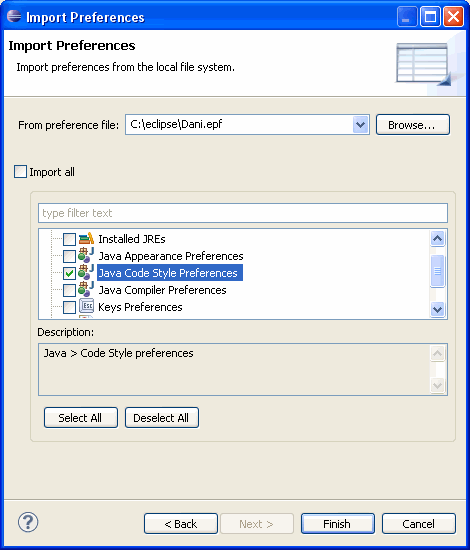 Import Preferences
Import Preferences
Import preferences from the local file system.
From preference file: C:\eclipse\Dani.epf Browse...
Import all
type filter text
Installed JREs
Java Appearance Preferences
Java Code Style Preferences
Java Compiler Preferences
Esc Keys Preferences
Description:
Java > Code Style preferences
Select All Deselect All
? < Back Next > Finish Cancel